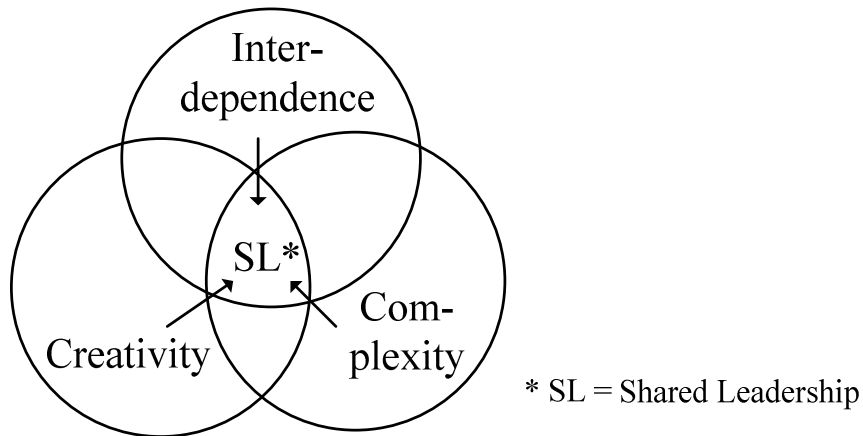 Inter-
dependence
SL*
Creativity
Com-
plexity
* SL = Shared Leadership